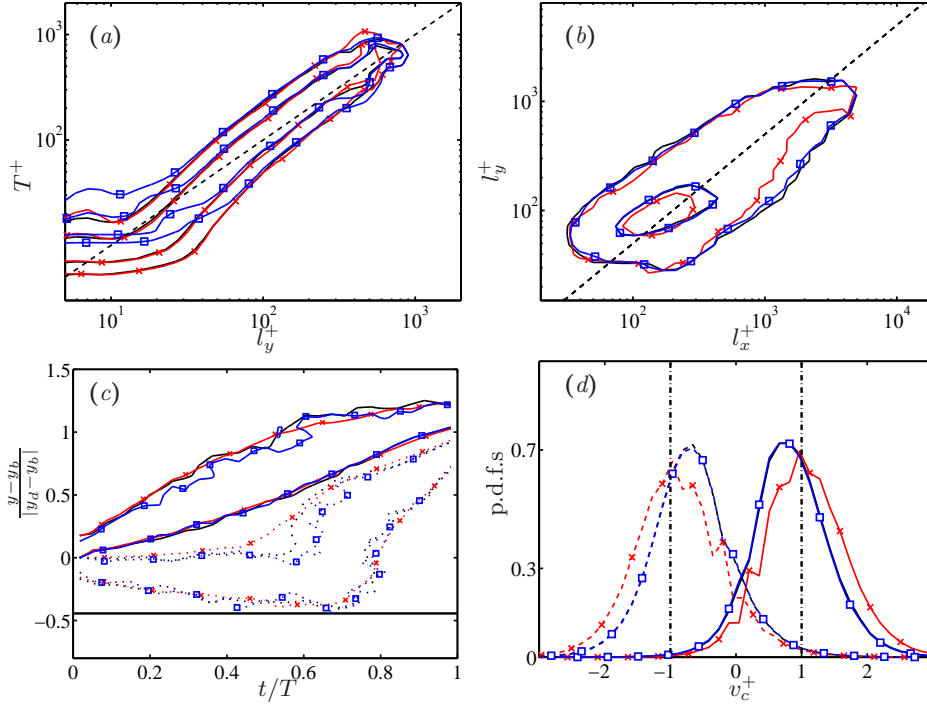 (a)
10^3
10^2
T^+
10^1
10^2
10^3
l_y^+
(b)
10^3
10^2
l_y^+
10^2
10^3
10^4
l_x^+
(c)
1.5
1
0.5
0
−0.5
\frac{y−y_b}{|y_d−y_b|}
0
0.2
0.4
0.6
0.8
1
t/T
(d)
0.7
0.3
0
p.d.f.s
−2
−1
0
1
2
v_c^+